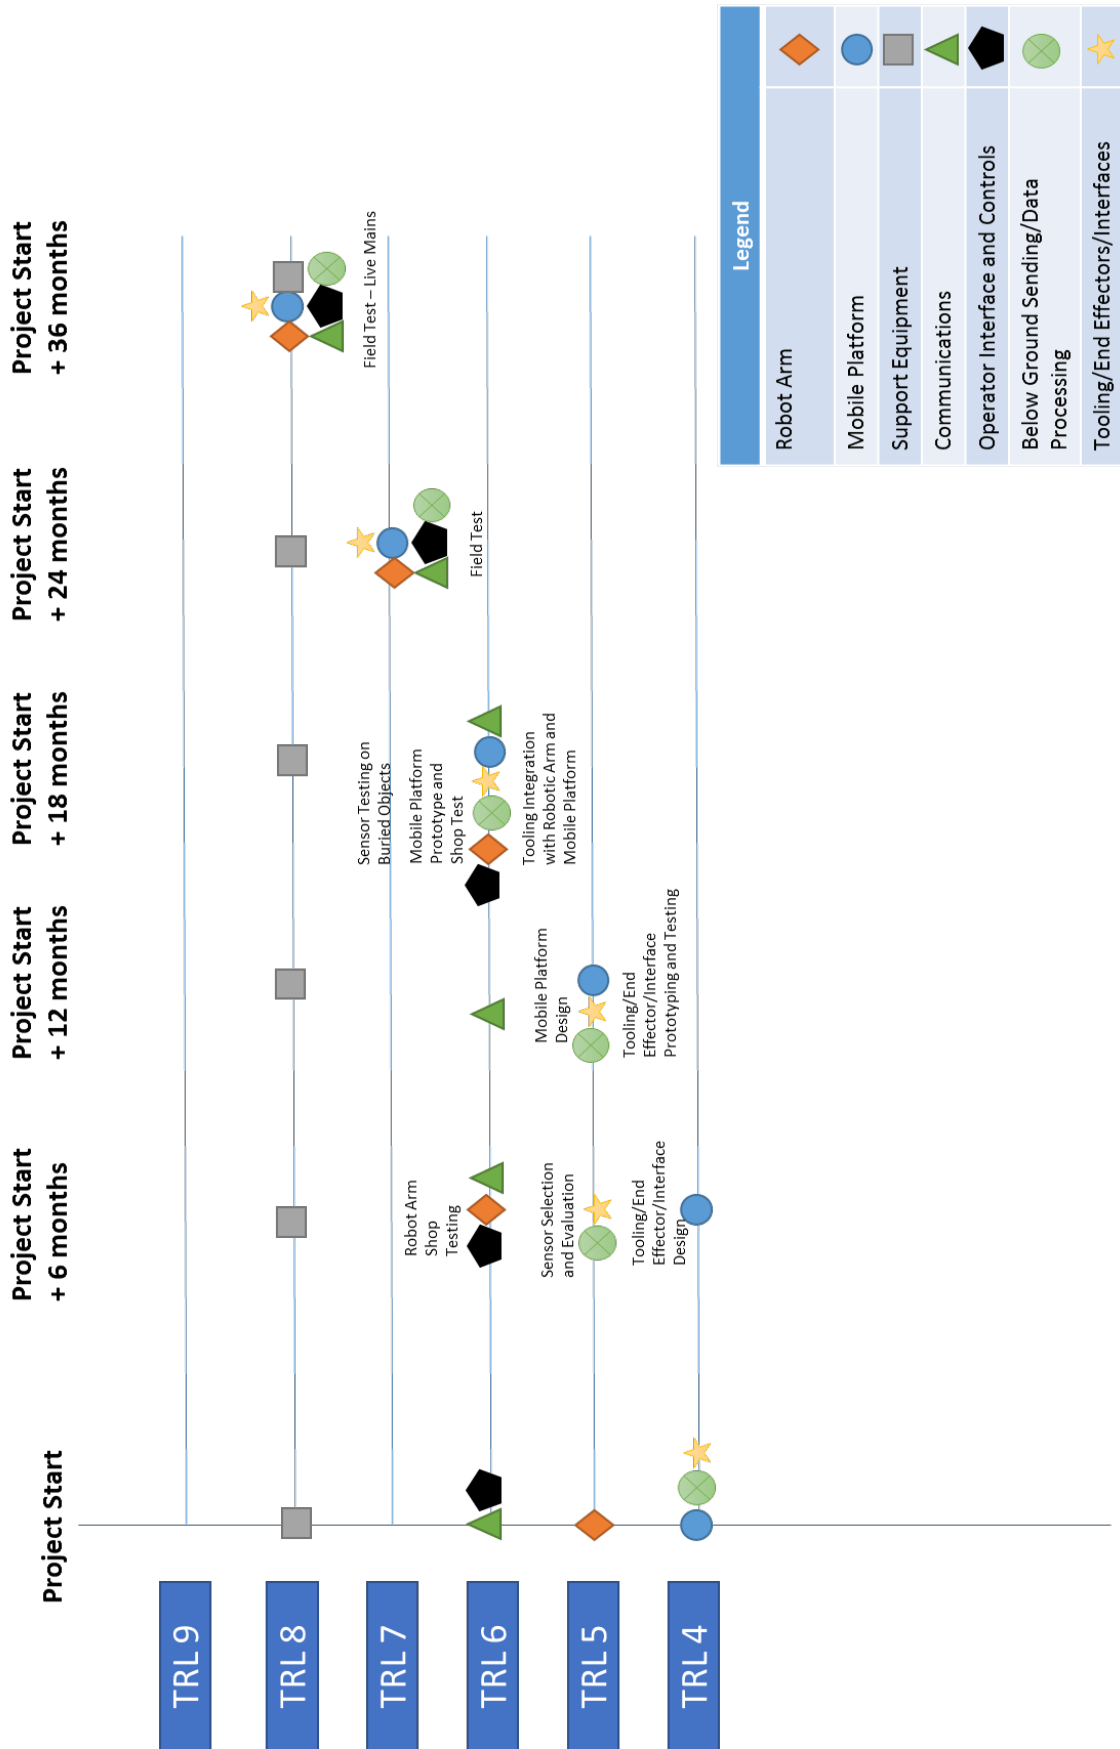 Project Start
Project Start
+ 6 months
Project Start
+ 12 months
Project Start
+ 18 months
Project Start
+ 24 months
Project Start
+ 36 months
TRL 9
TRL 8
TRL 7
TRL 6
TRL 5
TRL 4
Robot Arm
Shop
Testing
Sensor Selection
and Evaluation
Tooling/End
Effector/Interface
Design
Mobile Platform
Design
Tooling/End
Effector/Interface
Prototyping and Testing
Sensor Testing on
Buried Objects
Mobile Platform
Prototype and
Shop Test
Tooling Integration
with Robotic Arm and
Mobile Platform
Field Test
Field Test – Live Mains
Legend
Robot Arm
Mobile Platform
Support Equipment
Communications
Operator Interface and Controls
Below Ground Sending/Data
Processing
Tooling/End Effectors/Interfaces